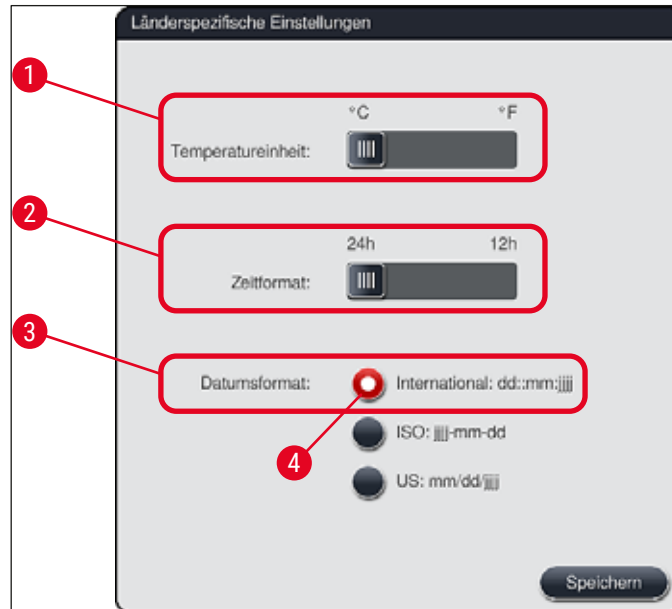 Länderspezifische Einstellungen
1
°C °F
Temperatureinheit:
2
24h 12h
Zeitformat:
3
Datumsformat: International: dd::mm:jjjj
4
ISO: jjjj-mm-dd
US: mm/dd/jjjj
Speichern